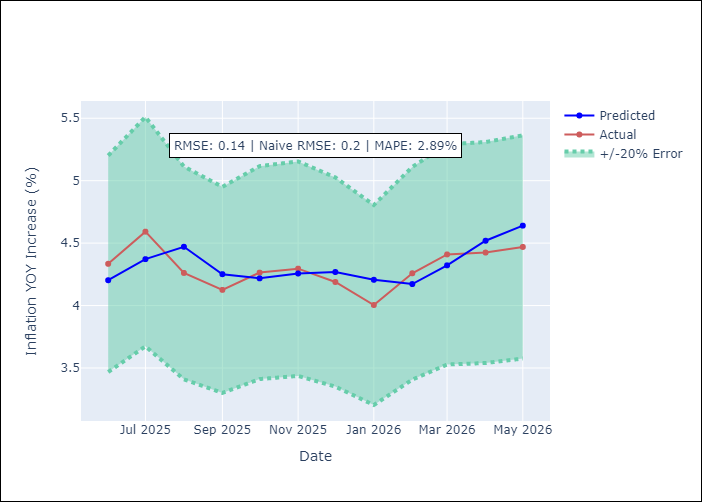 RMSE: 0.14 | Naive RMSE: 0.2 | MAPE: 2.89%
Predicted
Actual
+/-20% Error
Inflation YOY Increase (%)
5.5
5
4.5
4
3.5
Jul 2025
Sep 2025
Nov 2025
Jan 2026
Mar 2026
May 2026
Date